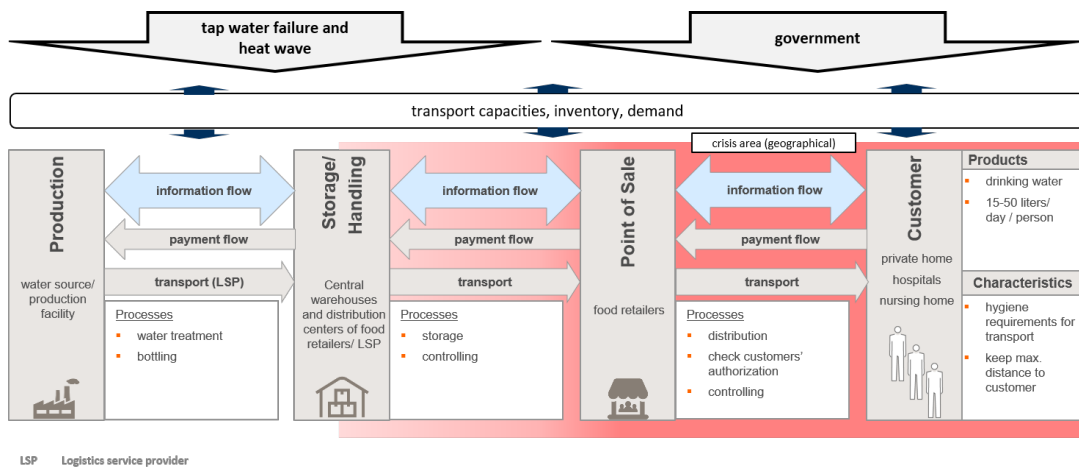 tap water failure and
heat wave
government
transport capacities, inventory, demand
crisis area (geographical)
Production
water source/
production
facility
information flow
payment flow
transport (LSP)
Processes
water treatment
bottling
Storage/
Handling
Central
warehouses
and distribution
centers of food
retailers/ LSP
information flow
payment flow
transport
Processes
storage
controlling
Point of Sale
food retailers
information flow
payment flow
transport
Processes
distribution
check customers'
authorization
controlling
Customer
private home
hospitals
nursing home
Products
drinking water
15-50 liters/
day / person
Characteristics
hygiene
requirements for
transport
keep max.
distance to
customer
LSP Logistics service provider